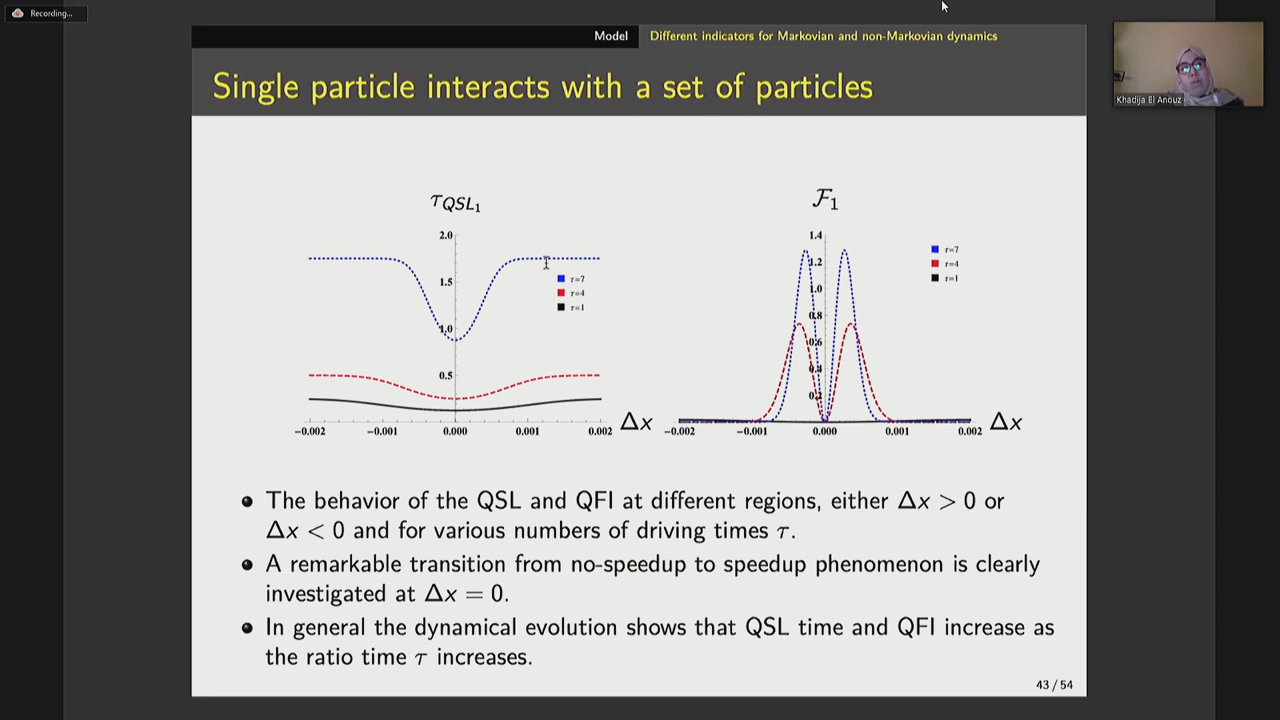 Recording...
Model Different indicators for Markovian and non-Markovian dynamics
Single particle interacts with a set of particles
Khadija El Anouz
τQSL₁
2.0
1.5
1.0
0.5
−0.002 −0.001 0.000 0.001 0.002 Δx
r=7
r=4
r=1
ℱ₁
1.4
1.2
1.0
0.8
0.6
0.4
0.2
−0.002 −0.001 0.000 0.001 0.002 Δx
r=7
r=4
r=1
The behavior of the QSL and QFI at different regions, either Δx > 0 or
Δx < 0 and for various numbers of driving times τ.
A remarkable transition from no-speedup to speedup phenomenon is clearly
investigated at Δx = 0.
In general the dynamical evolution shows that QSL time and QFI increase as
the ratio time τ increases.
43 / 54